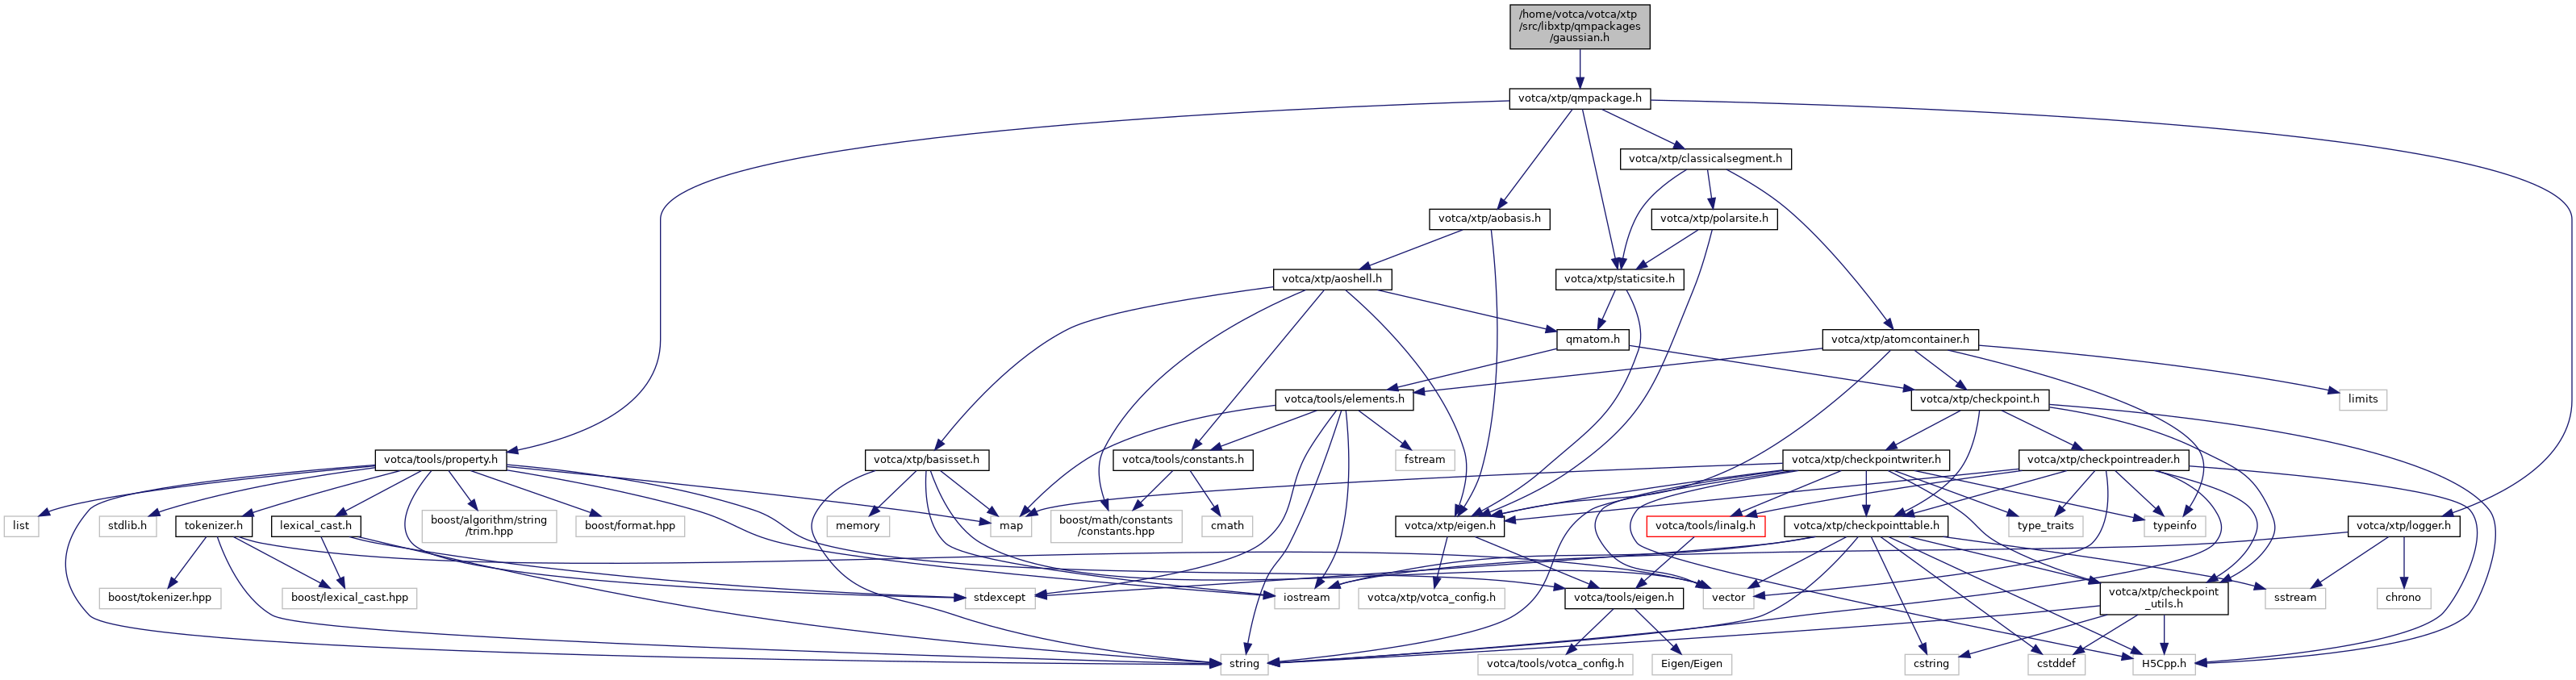 /home/votca/votca/xtp
/src/libxtp/qmpackages
/gaussian.h
votca/xtp/qmpackage.h
votca/xtp/classicalsegment.h
votca/xtp/aobasis.h
votca/xtp/polarsite.h
votca/xtp/aoshell.h
votca/xtp/staticsite.h
qmatom.h
votca/xtp/atomcontainer.h
votca/tools/elements.h
votca/xtp/checkpoint.h
limits
votca/tools/property.h
votca/xtp/basisset.h
votca/tools/constants.h
fstream
votca/xtp/checkpointwriter.h
votca/xtp/checkpointreader.h
list
stdlib.h
tokenizer.h
lexical_cast.h
boost/algorithm/string
/trim.hpp
boost/format.hpp
memory
map
boost/math/constants
/constants.hpp
cmath
votca/xtp/eigen.h
votca/tools/linalg.h
votca/xtp/checkpointtable.h
type_traits
typeinfo
votca/xtp/logger.h
boost/tokenizer.hpp
boost/lexical_cast.hpp
stdexcept
iostream
votca/xtp/votca_config.h
votca/tools/eigen.h
vector
votca/xtp/checkpoint
_utils.h
sstream
chrono
string
votca/tools/votca_config.h
Eigen/Eigen
cstring
cstddef
H5Cpp.h